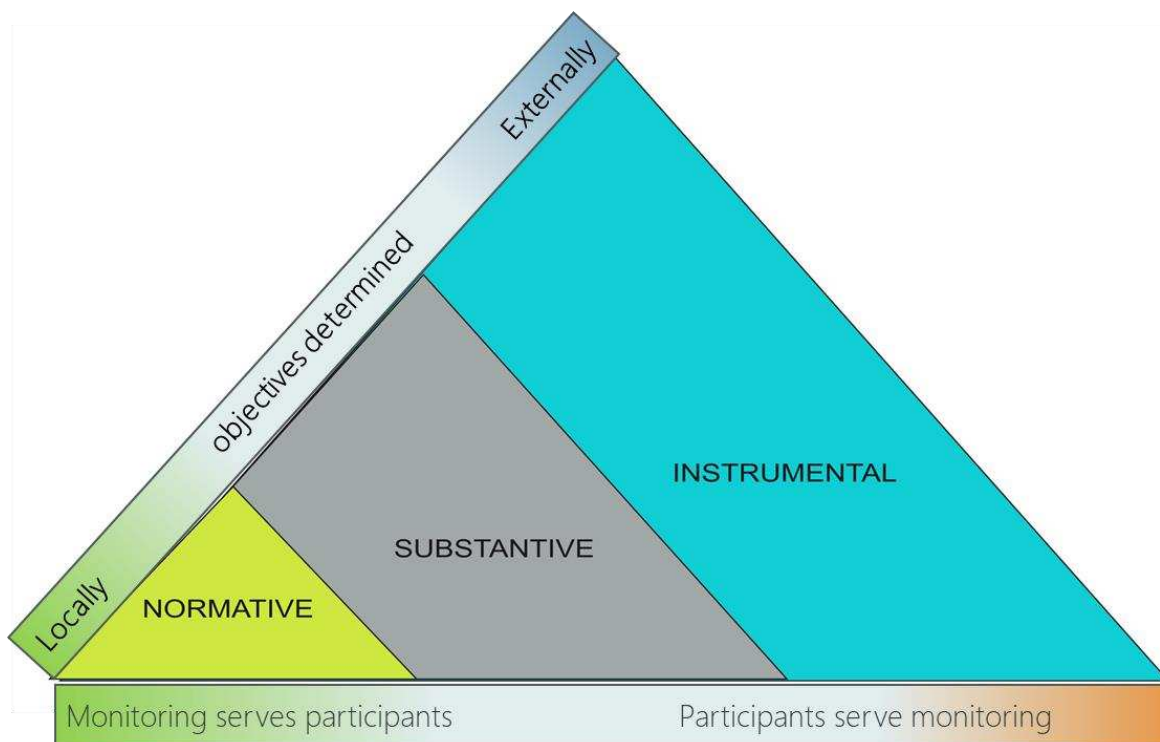 Externally
objectives determined
Locally
INSTRUMENTAL
SUBSTANTIVE
NORMATIVE
Monitoring serves participants
Participants serve monitoring